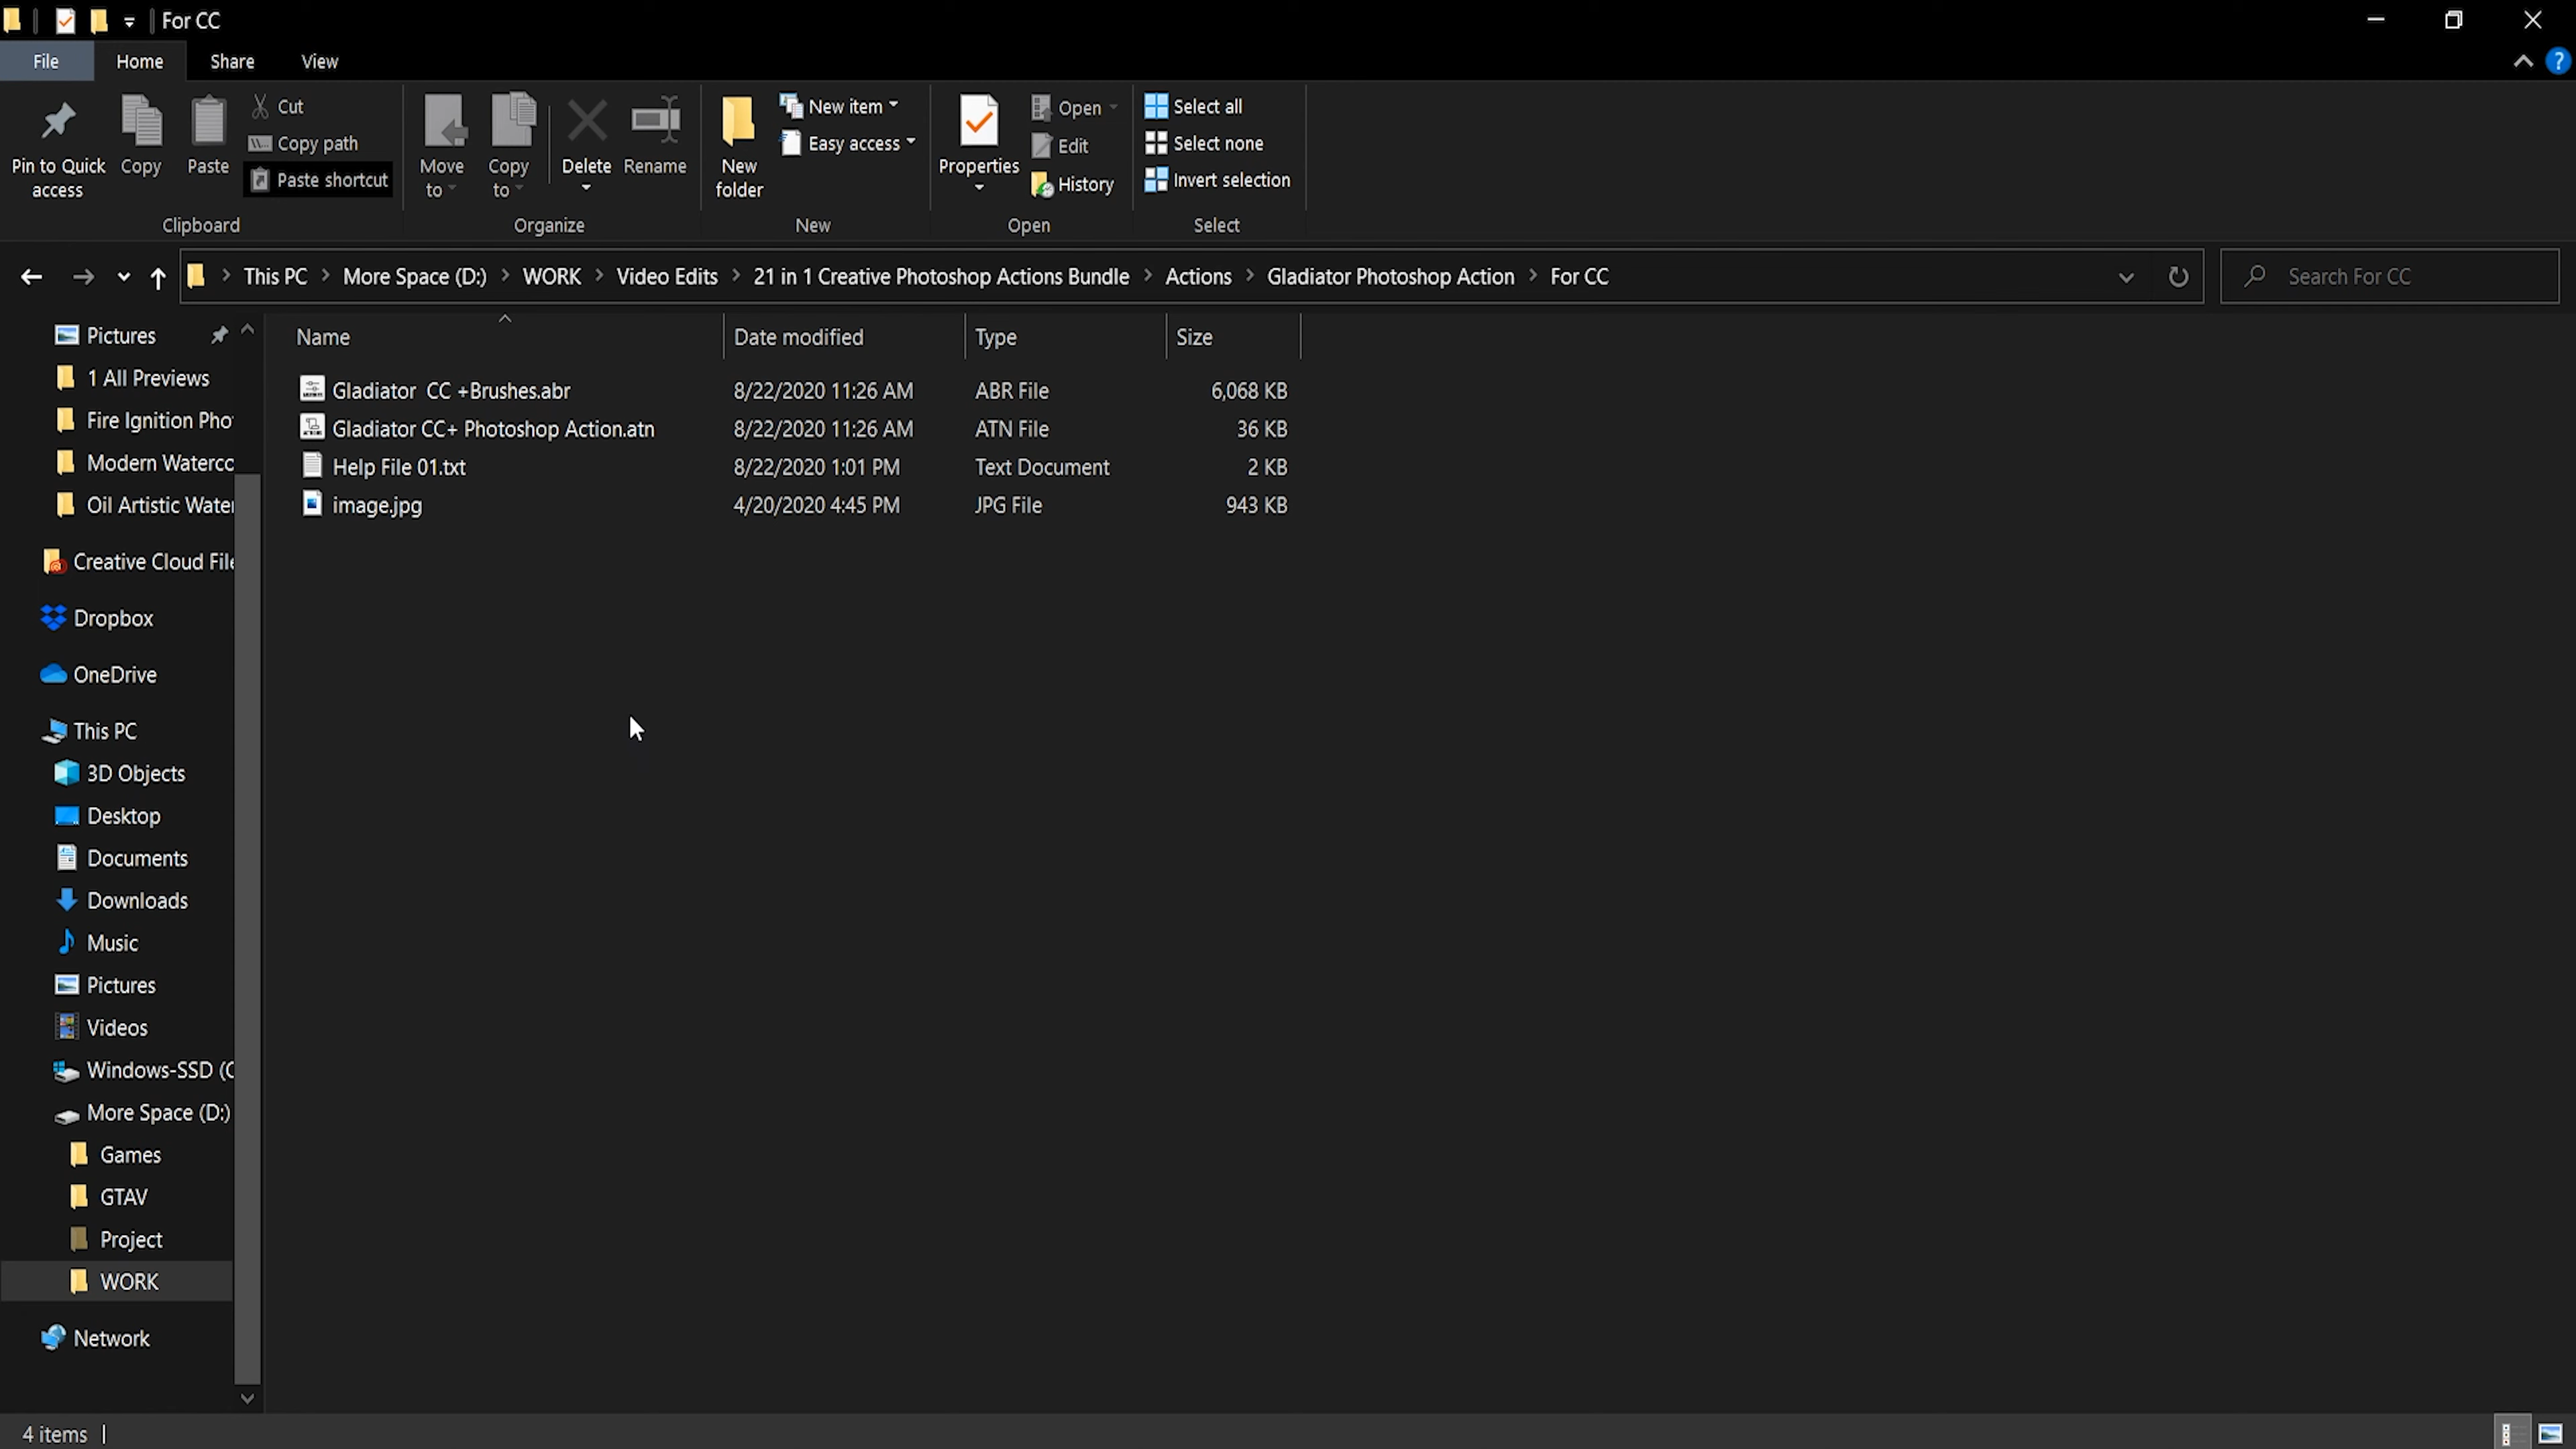 For CC
File Home Share View
Pin to Quick access
Copy
Paste
Cut
Copy path
Paste shortcut
Clipboard
Move to
Copy to
Delete
Rename
Organize
New folder
New item
Easy access
New
Properties
Open
Edit
History
Open
Select all
Select none
Invert selection
Select
This PC More Space (D:) WORK Video Edits 21 in 1 Creative Photoshop Actions Bundle Actions Gladiator Photoshop Action For CC
Search For CC
Pictures
1 All Previews
Fire Ignition Pho
Modern Waterco
Oil Artistic Water
Creative Cloud File
Dropbox
OneDrive
This PC
3D Objects
Desktop
Documents
Downloads
Music
Pictures
Videos
Windows-SSD (C
More Space (D:)
Games
GTAV
Project
WORK
Network
Name Date modified Type Size
Gladiator CC +Brushes.abr 8/22/2020 11:26 AM ABR File 6,068 KB
Gladiator CC+ Photoshop Action.atn 8/22/2020 11:26 AM ATN File 36 KB
Help File 01.txt 8/22/2020 1:01 PM Text Document 2 KB
image.jpg 4/20/2020 4:45 PM JPG File 943 KB
4 items